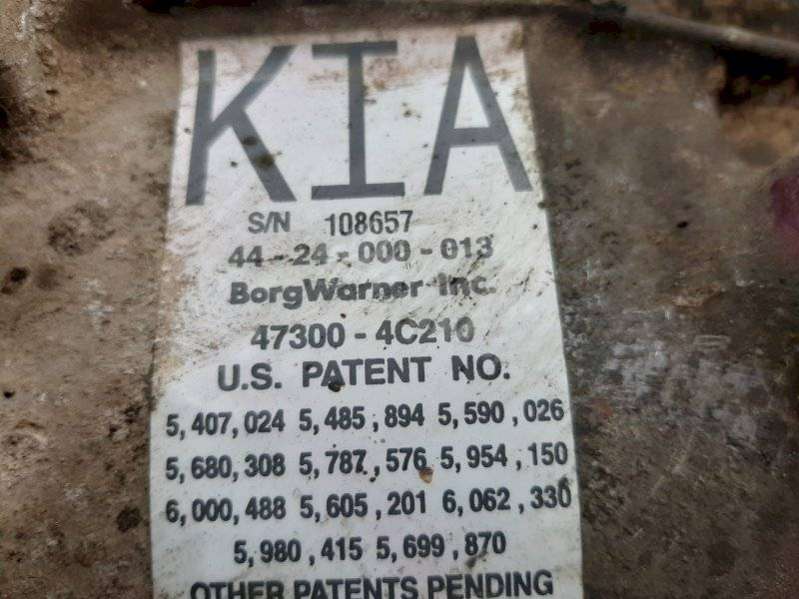 KIA
S/N 108657
44-24-000-013
BorgWarner Inc.
47300-4C210
U.S. PATENT NO.
5,407,024 5,485,894 5,590,026
5,680,308 5,787,576 5,954,150
6,000,488 5,605,201 6,062,330
5,980,415 5,699,870
OTHER PATENTS PENDING